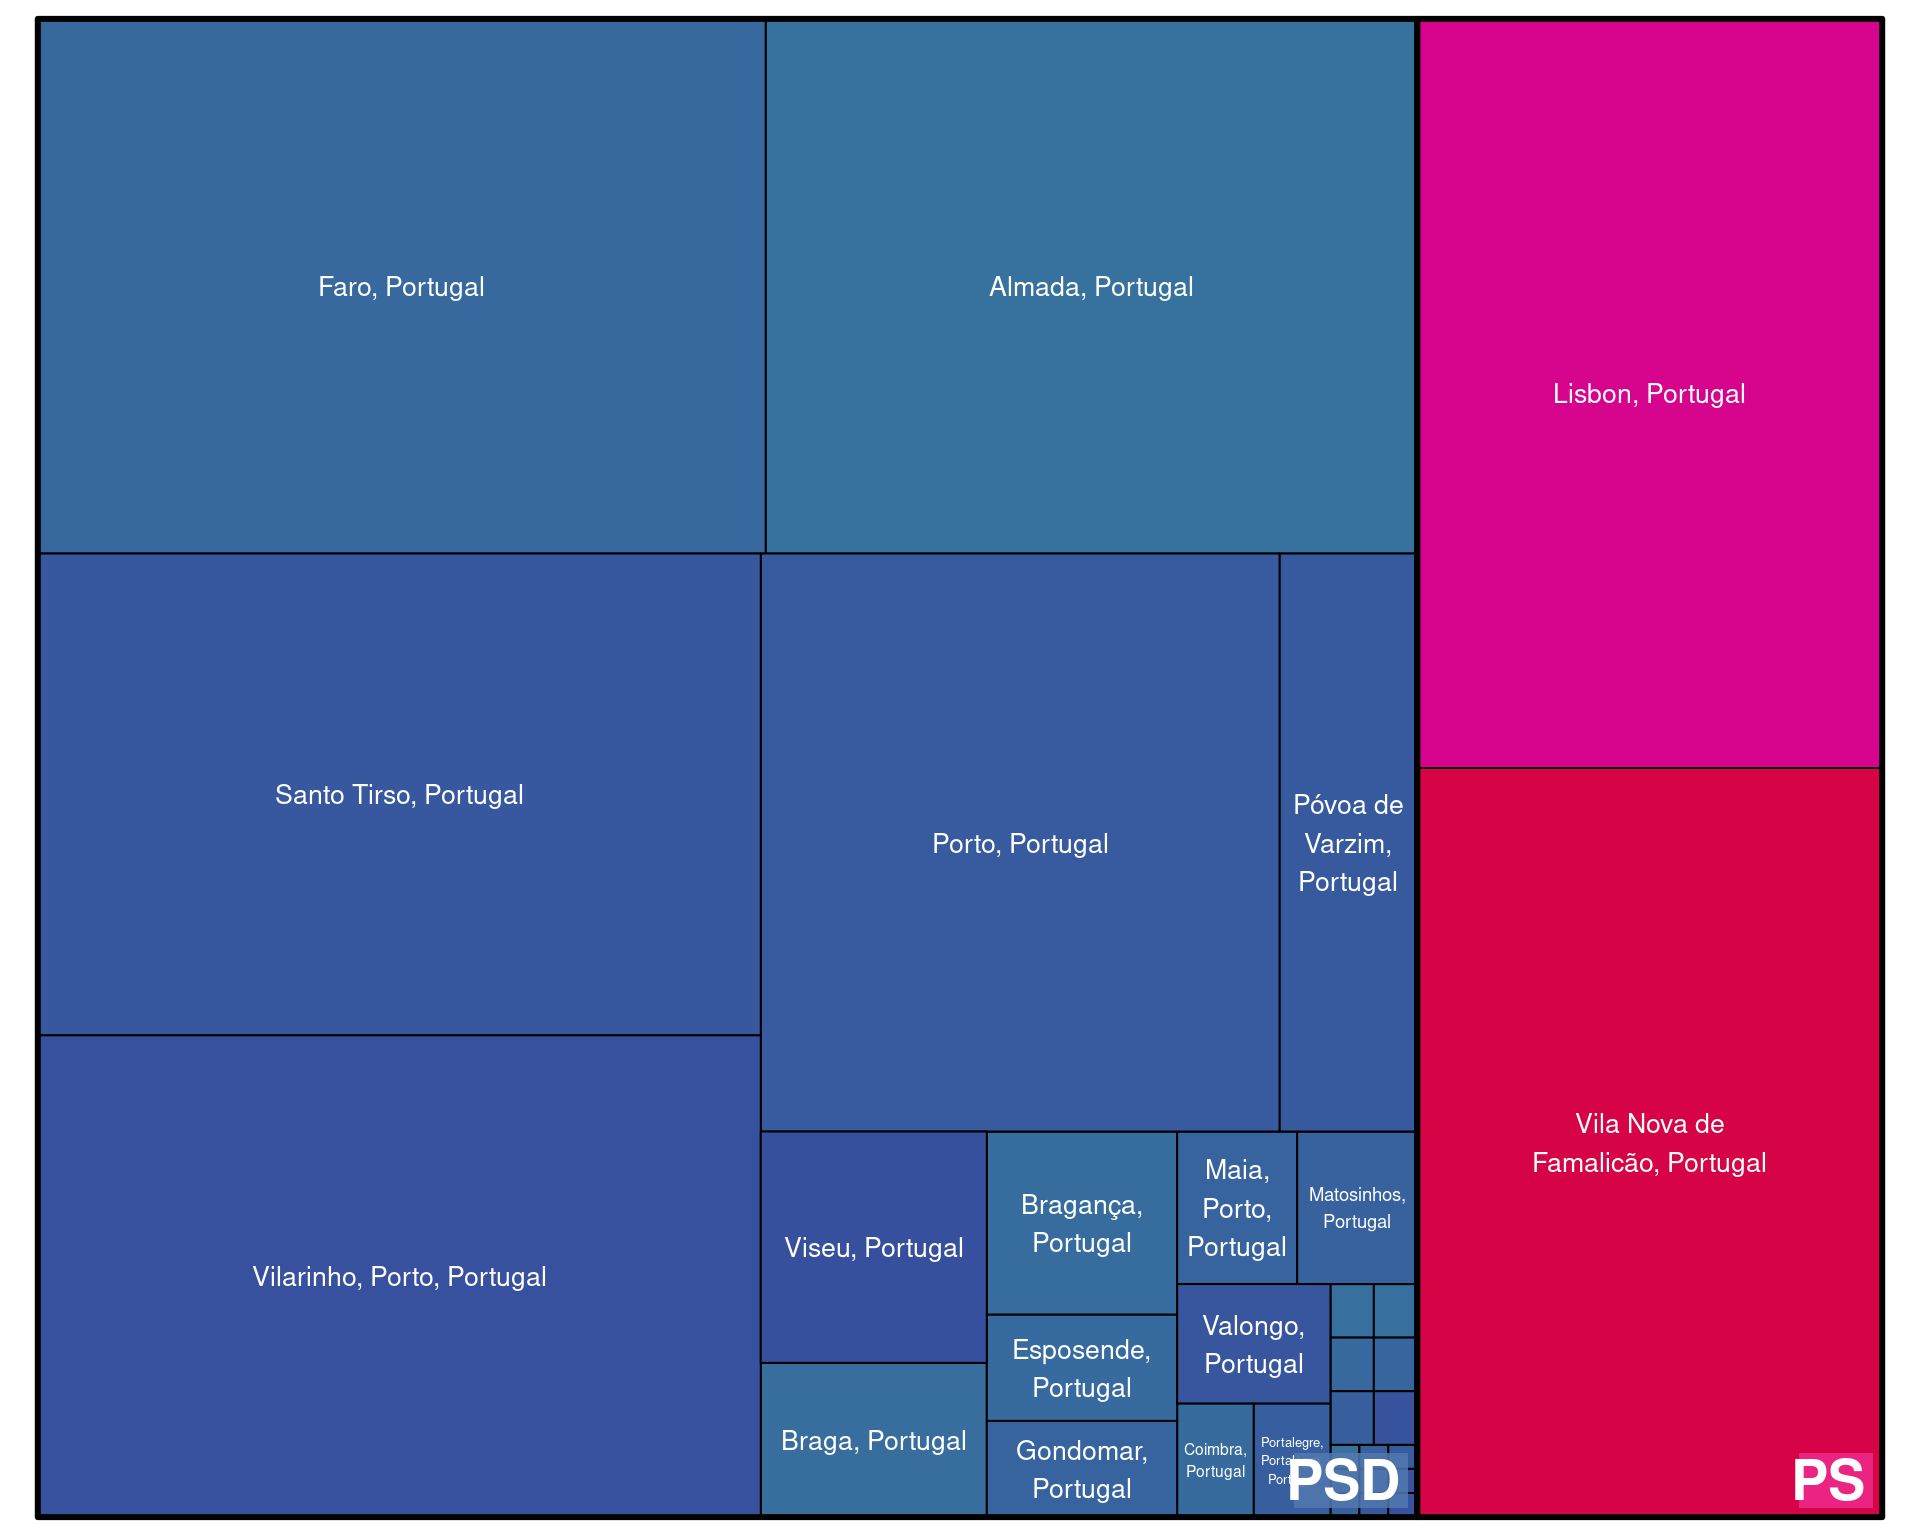 Faro, Portugal
Almada, Portugal
Lisbon, Portugal
Santo Tirso, Portugal
Porto, Portugal
Póvoa de
Varzim,
Portugal
Vila Nova de
Famalicão, Portugal
Vilarinho, Porto, Portugal
Viseu, Portugal
Bragança,
Portugal
Maia,
Porto,
Portugal
Matosinhos,
Portugal
Esposende,
Portugal
Valongo,
Portugal
Braga, Portugal
Gondomar,
Portugal
Coimbra,
Portugal
Portalegre,
PSD
PS